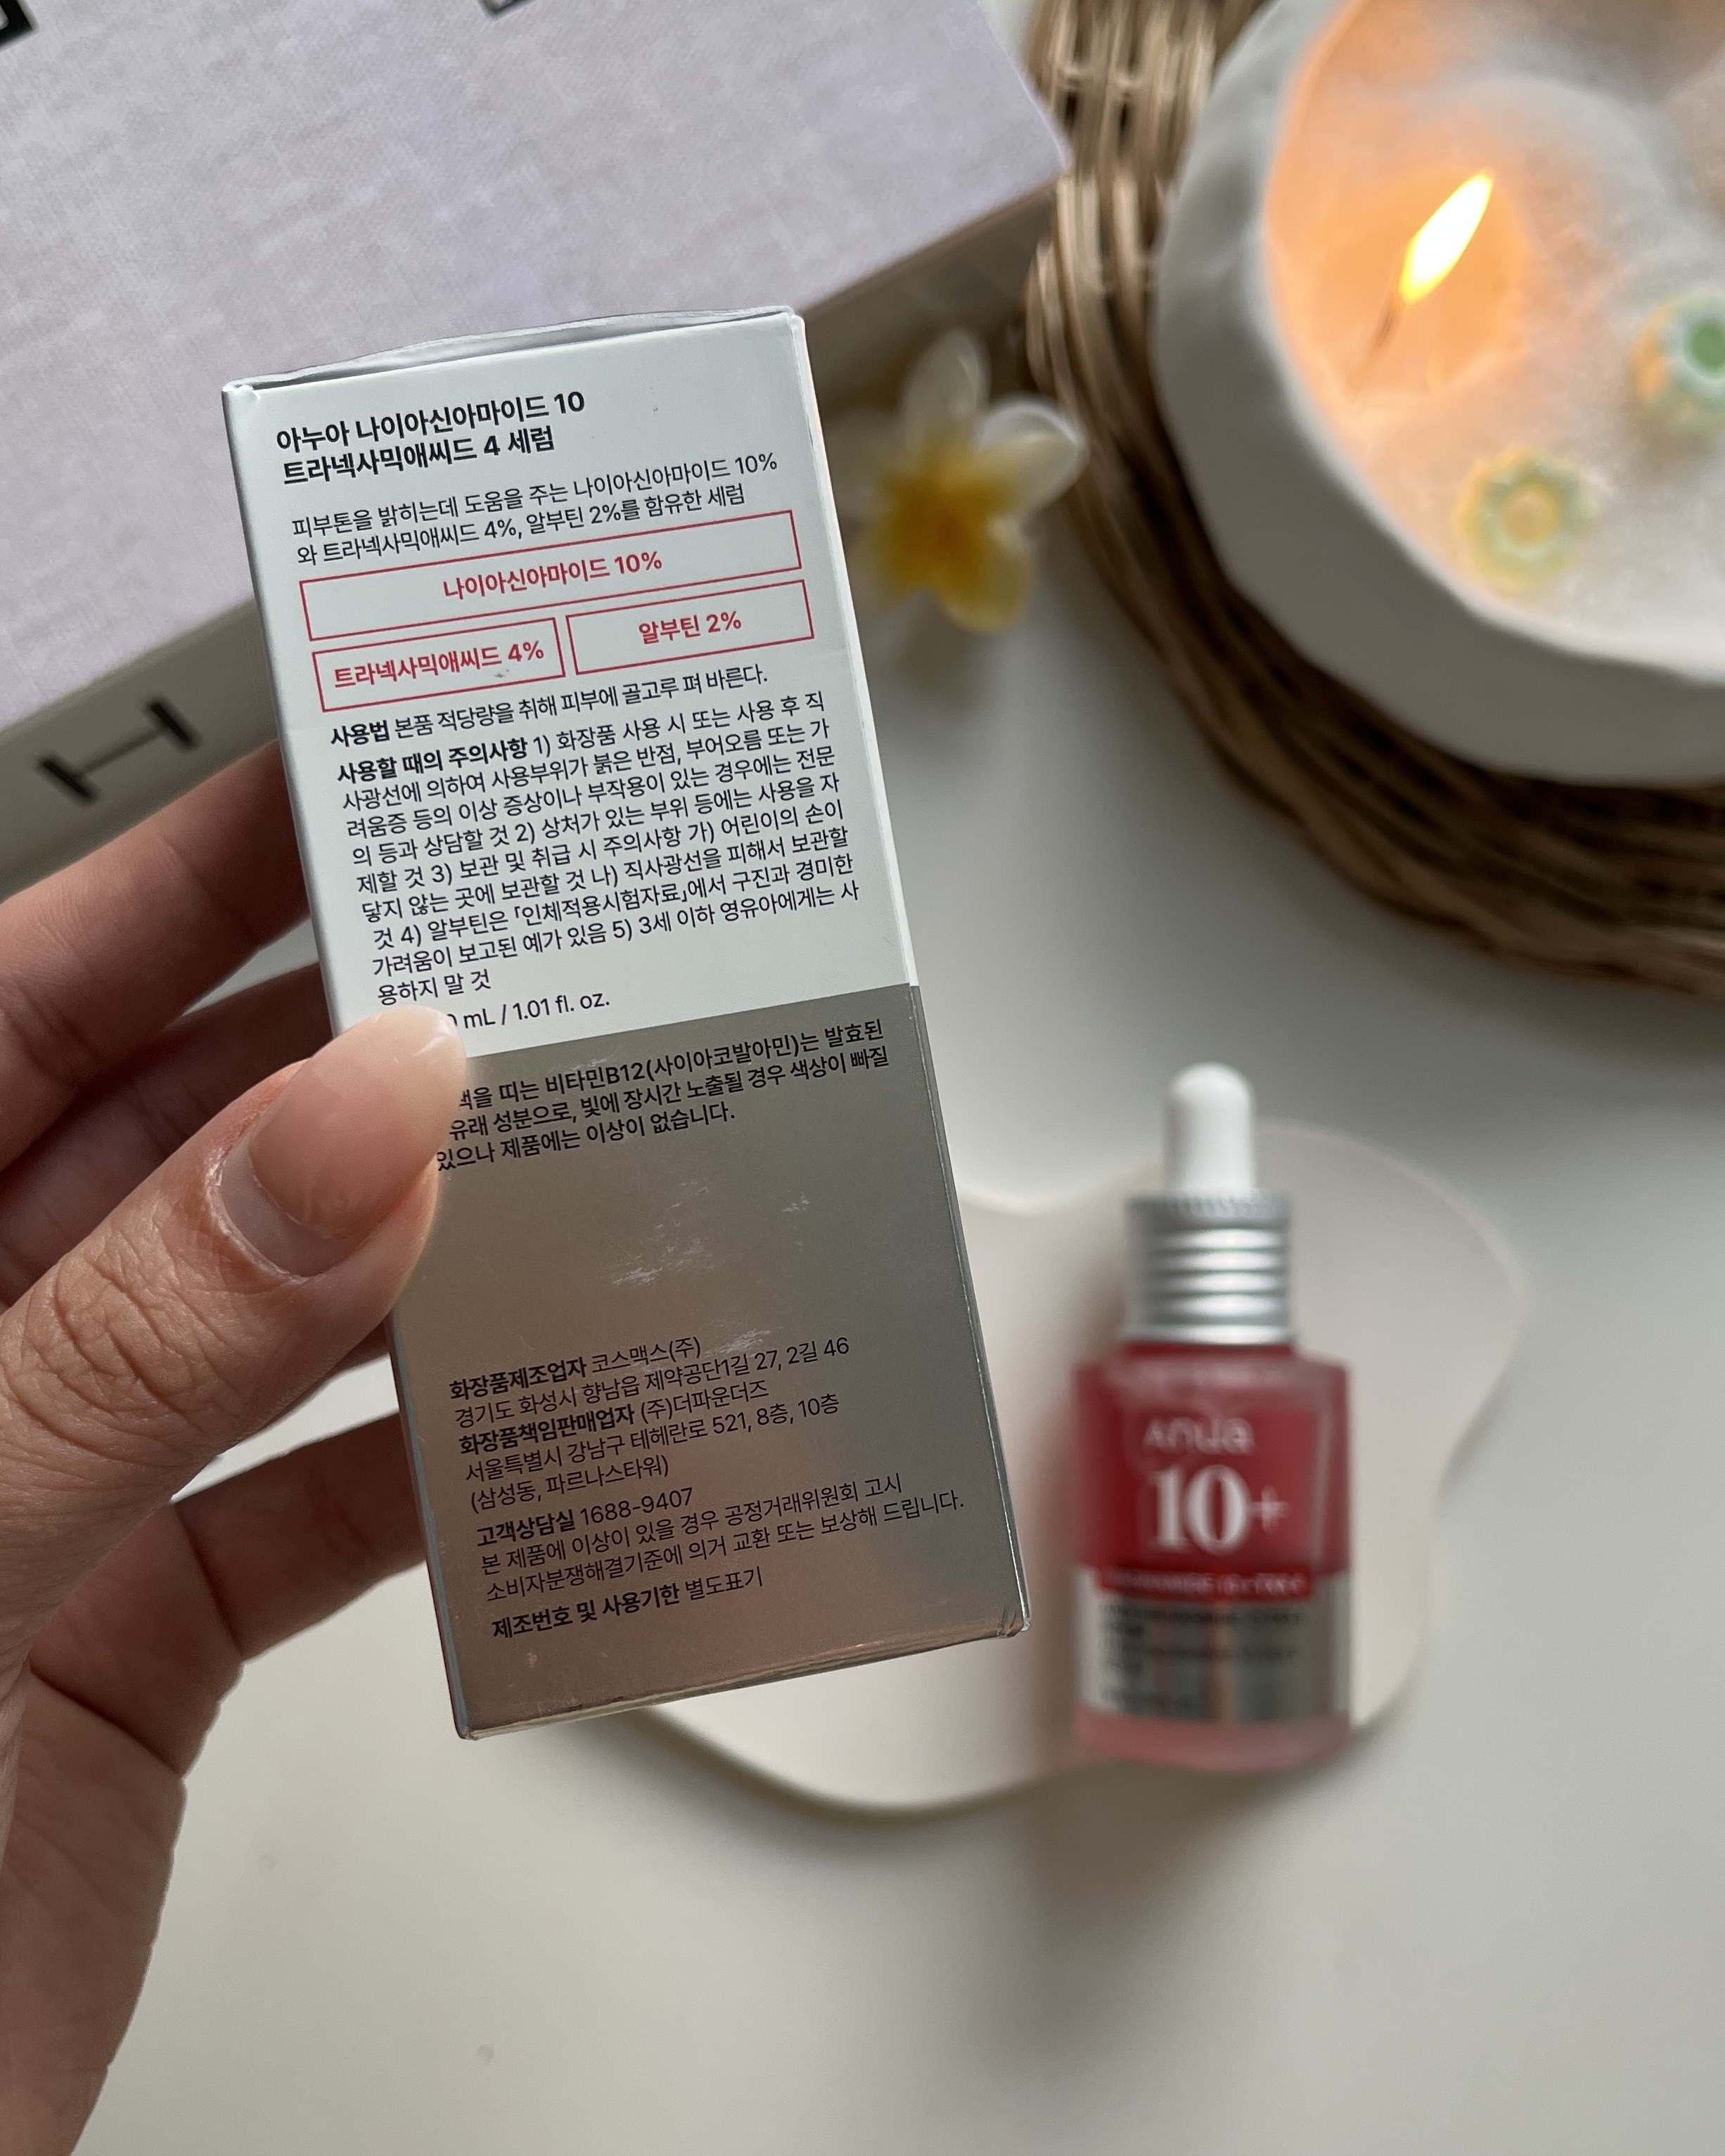 아누아 나이아신아마이드 10
트라넥사믹애씨드 4 세럼
피부톤을 밝히는데 도움을 주는 나이아신아마이드 10%
와 트라넥사믹애씨드 4%, 알부틴 2%를 함유한 세럼
나이아신아마이드 10%
트라넥사믹애씨드 4%
알부틴 2%
사용법 본품 적당량을 취해 피부에 골고루 펴 바른다.
사용할 때의 주의사항 1) 화장품 사용 시 또는 사용 후 직
사광선에 의하여 사용부위가 붉은 반점, 부어오름 또는 가
려움증 등의 이상 증상이나 부작용이 있는 경우에는 전문
의 등과 상담할 것 2) 상처가 있는 부위 등에는 사용을 자
제할 것 3) 보관 및 취급 시 주의사항 가) 어린이의 손이
닿지 않는 곳에 보관할 것 나) 직사광선을 피해서 보관할
것 4) 알부틴은 「인체적용시험자료」에서 구진과 경미한
가려움이 보고된 예가 있음 5) 3세 이하 영유아에게는 사
용하지 말 것
mL / 1.01 fl. oz.
띠는 비타민B12(사이아코발아민)는 발효된
유래 성분으로, 빛에 장시간 노출될 경우 색상이 빠질
있으나 제품에는 이상이 없습니다.
화장품제조업자 코스맥스(주)
경기도 화성시 향남읍 제약공단1길 27, 2길 46
화장품책임판매업자 (주)더파운더즈
서울특별시 강남구 테헤란로 521, 8층, 10층
(삼성동, 파르나스타워)
고객상담실 1688-9407
본 제품에 이상이 있을 경우 공정거래위원회 고시
소비자분쟁해결기준에 의거 교환 또는 보상해 드립니다.
제조번호 및 사용기한 별도표기
Anua
10+